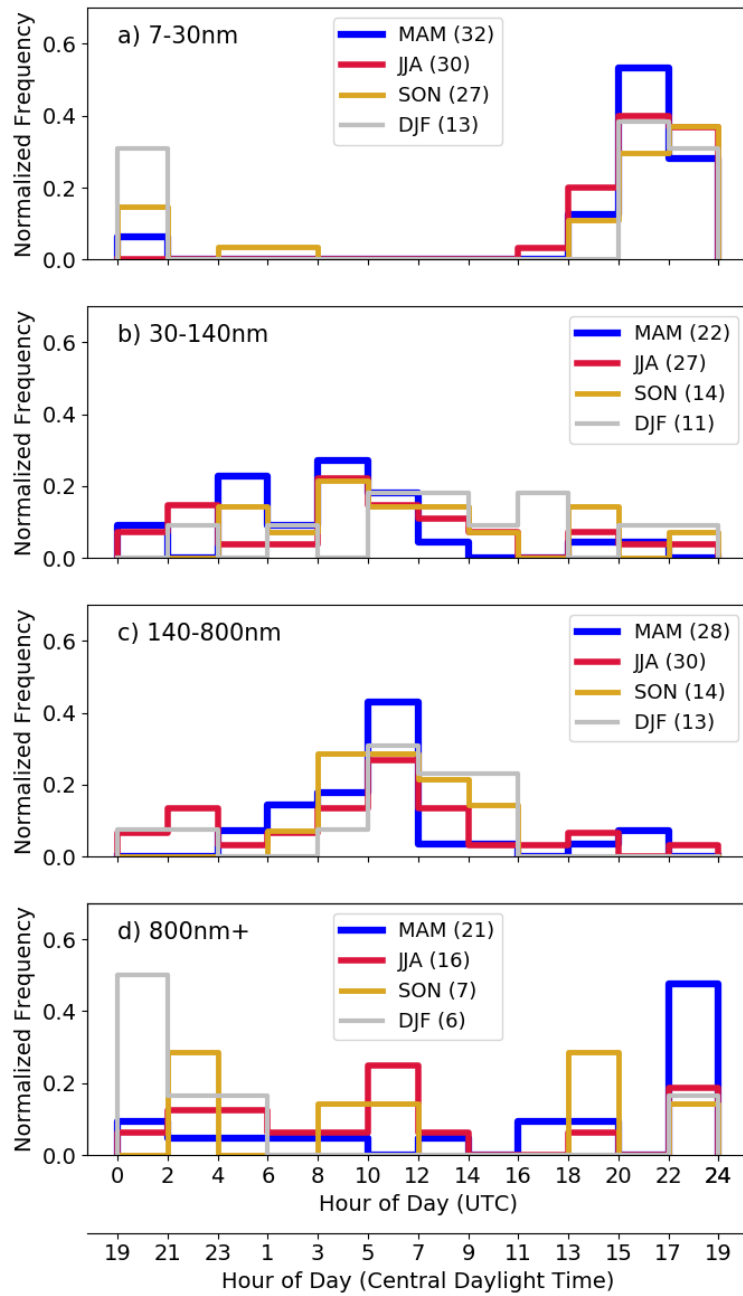 a) 7-30nm
MAM (32)
JJA (30)
SON (27)
DJF (13)
Normalized Frequency
0.6
0.4
0.2
0.0
b) 30-140nm
MAM (22)
JJA (27)
SON (14)
DJF (11)
Normalized Frequency
0.6
0.4
0.2
0.0
c) 140-800nm
MAM (28)
JJA (30)
SON (14)
DJF (13)
Normalized Frequency
0.6
0.4
0.2
0.0
d) 800nm+
MAM (21)
JJA (16)
SON (7)
DJF (6)
Normalized Frequency
0.6
0.4
0.2
0.0
0 2 4 6 8 10 12 14 16 18 20 22 24
Hour of Day (UTC)
19 21 23 1 3 5 7 9 11 13 15 17 19
Hour of Day (Central Daylight Time)